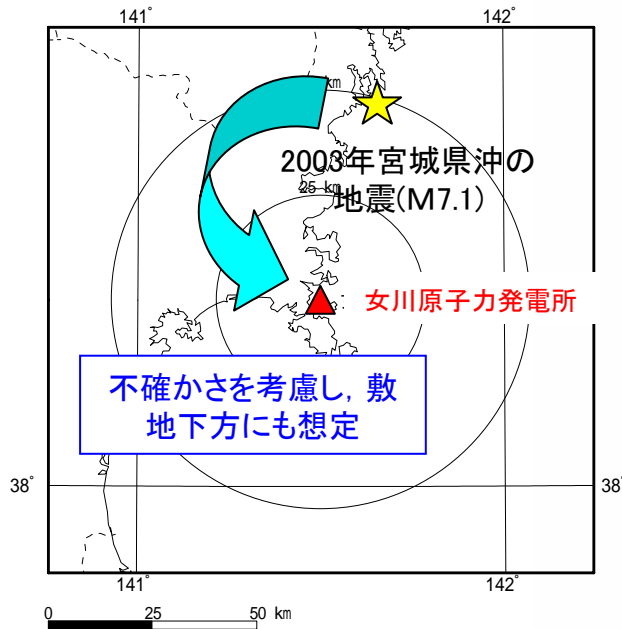 141°
142°
km
2003年宮城県沖の
25 km
地震(M7.1)
女川原子力発電所
不確かさを考慮し，敷
地下方にも想定
38°
38°
141°
142°
0 25 50 km